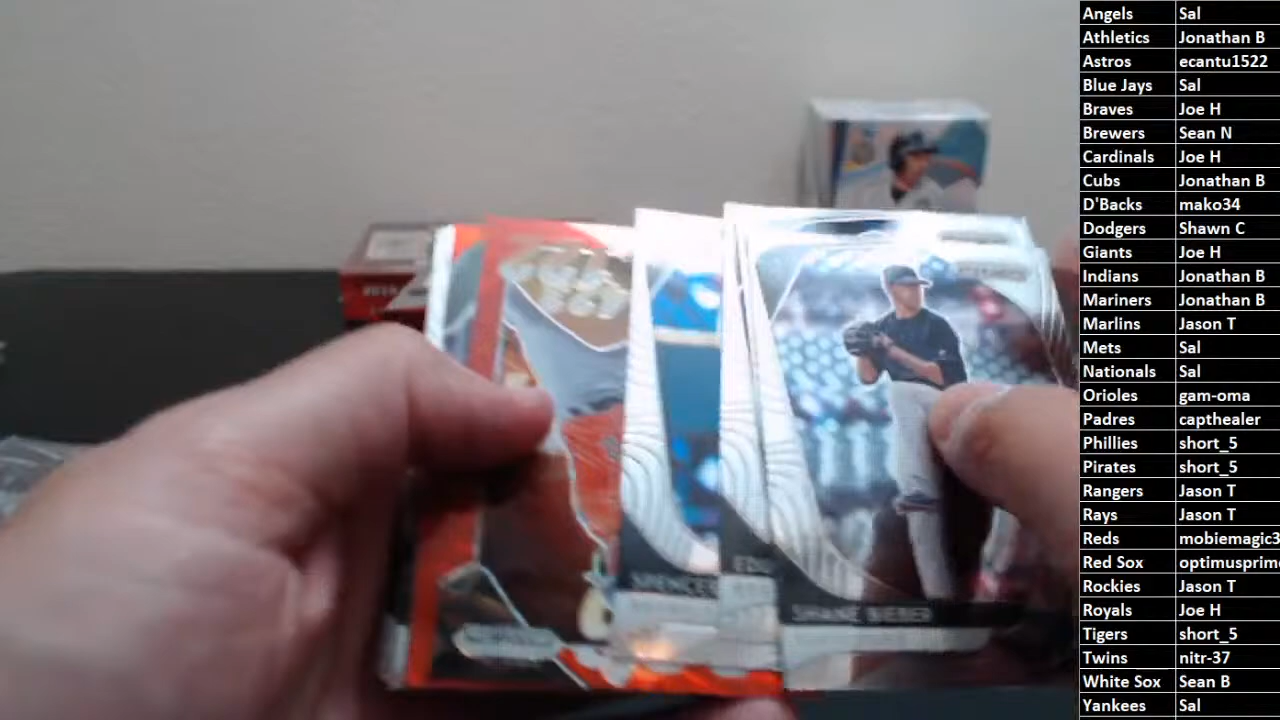 Angels Sal
Athletics Jonathan B
Astros ecantu1522
Blue Jays Sal
Braves Joe H
Brewers Sean N
Cardinals Joe H
Cubs Jonathan B
D'Backs mako34
Dodgers Shawn C
Giants Joe H
Indians Jonathan B
Mariners Jonathan B
Marlins Jason T
Mets Sal
Nationals Sal
Orioles gam-oma
Padres capthealer
Phillies short_5
Pirates short_5
Rangers Jason T
Rays Jason T
Reds mobiemagic3
Red Sox optimusprime
Rockies Jason T
Royals Joe H
Tigers short_5
Twins nitr-37
White Sox Sean B
Yankees Sal
SPENCER
EDU
SHANE BIEBER